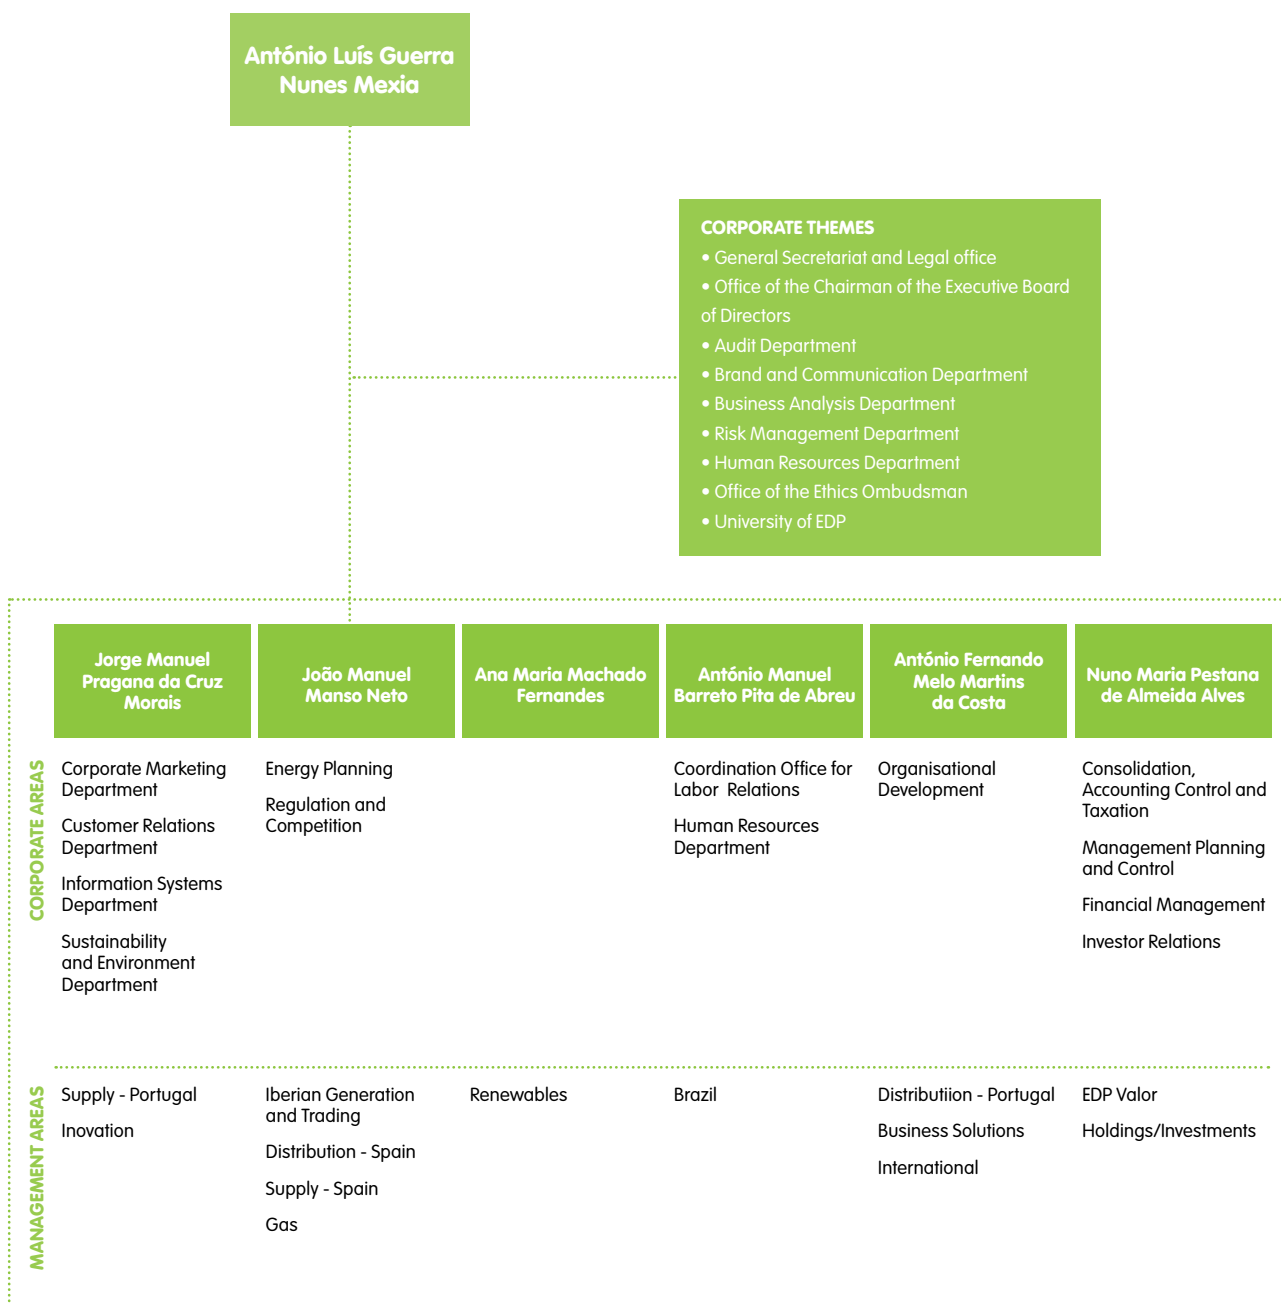 António Luís Guerra
Nunes Mexia
CORPORATE THEMES
• General Secretariat and Legal office
• Office of the Chairman of the Executive Board
of Directors
• Audit Department
• Brand and Communication Department
• Business Analysis Department
• Risk Management Department
• Human Resources Department
• Office of the Ethics Ombudsman
• University of EDP
Jorge Manuel
Pragana da Cruz
Morais
João Manuel
Manso Neto
Ana Maria Machado
Fernandes
António Manuel
Barreto Pita de Abreu
António Fernando
Melo Martins
da Costa
Nuno Maria Pestana
de Almeida Alves
CORPORATE AREAS
Corporate Marketing
Department
Customer Relations
Department
Information Systems
Department
Sustainability
and Environment
Department
Energy Planning
Regulation and
Competition
Coordination Office for
Labor Relations
Human Resources
Department
Organisational
Development
Consolidation,
Accounting Control and
Taxation
Management Planning
and Control
Financial Management
Investor Relations
MANAGEMENT AREAS
Supply - Portugal
Inovation
Iberian Generation
and Trading
Distribution - Spain
Supply - Spain
Gas
Renewables
Brazil
Distributiion - Portugal
Business Solutions
International
EDP Valor
Holdings/Investments